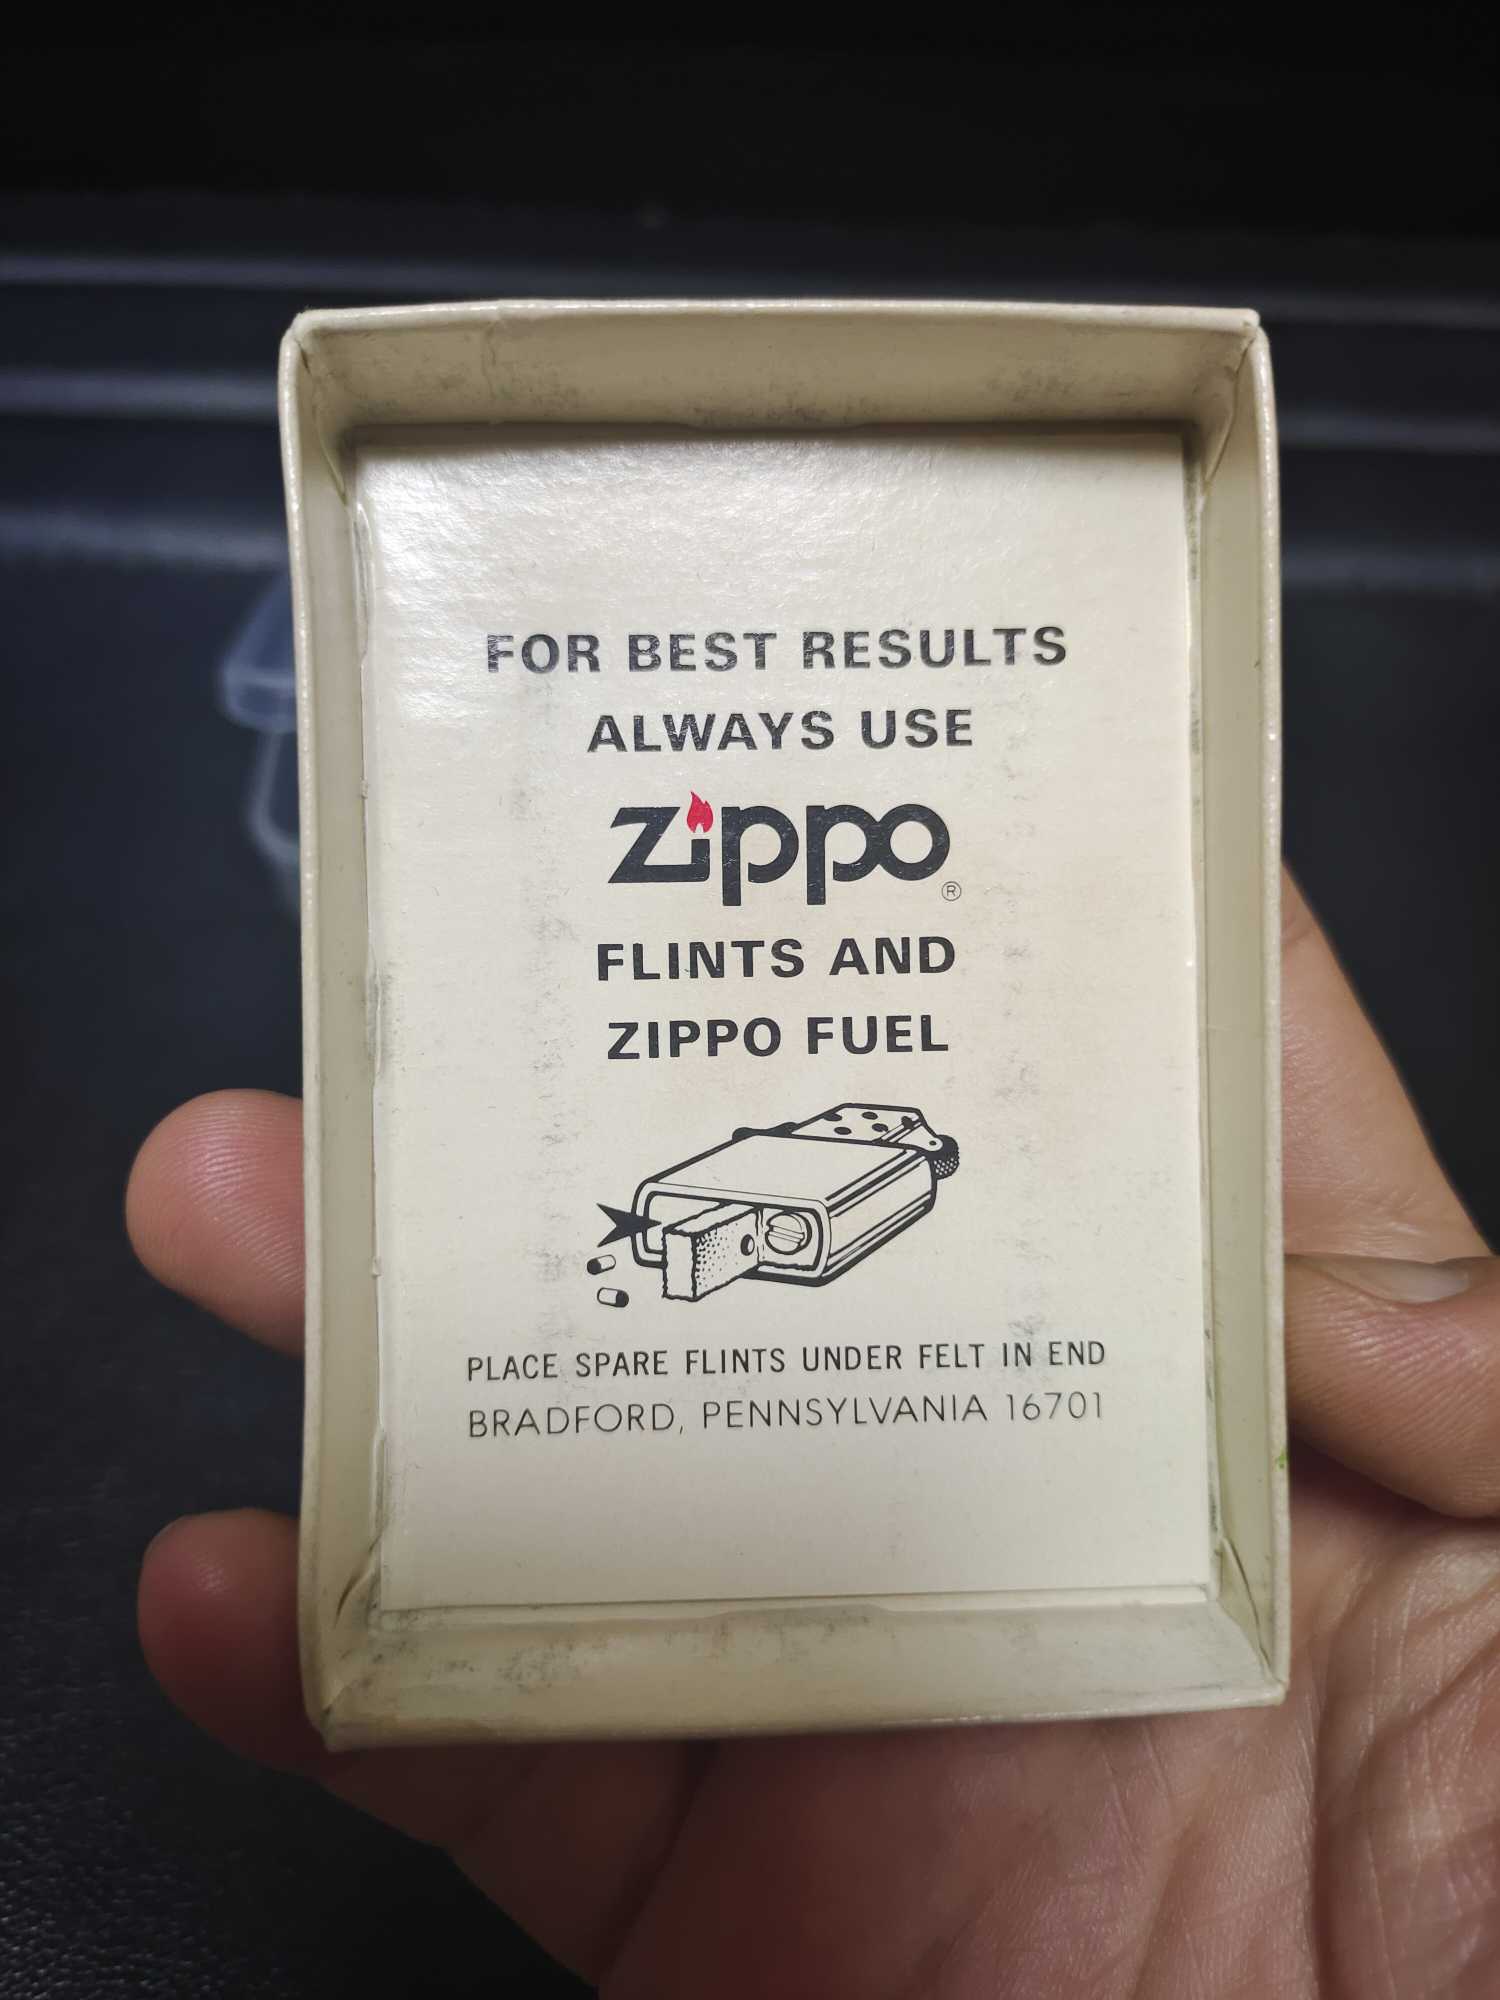 FOR BEST RESULTS
ALWAYS USE
Zippo®
FLINTS AND
ZIPPO FUEL
PLACE SPARE FLINTS UNDER FELT IN END
BRADFORD, PENNSYLVANIA 16701